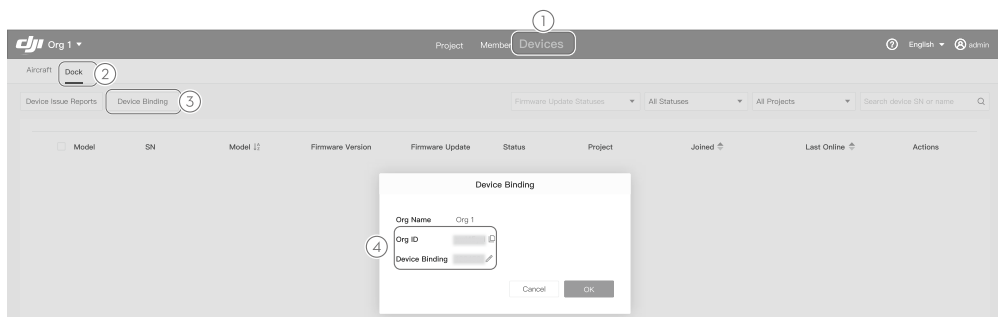 1
dji Org 1 Project Member Devices English admin
Aircraft Dock 2
Device Issue Reports Device Binding 3 Firmware Update Statuses All Statuses All Projects Search device SN or name
Model SN Model Firmware Version Firmware Update Status Project Joined Last Online Actions
Device Binding
Org Name Org 1
Org ID
4
Device Binding
Cancel OK